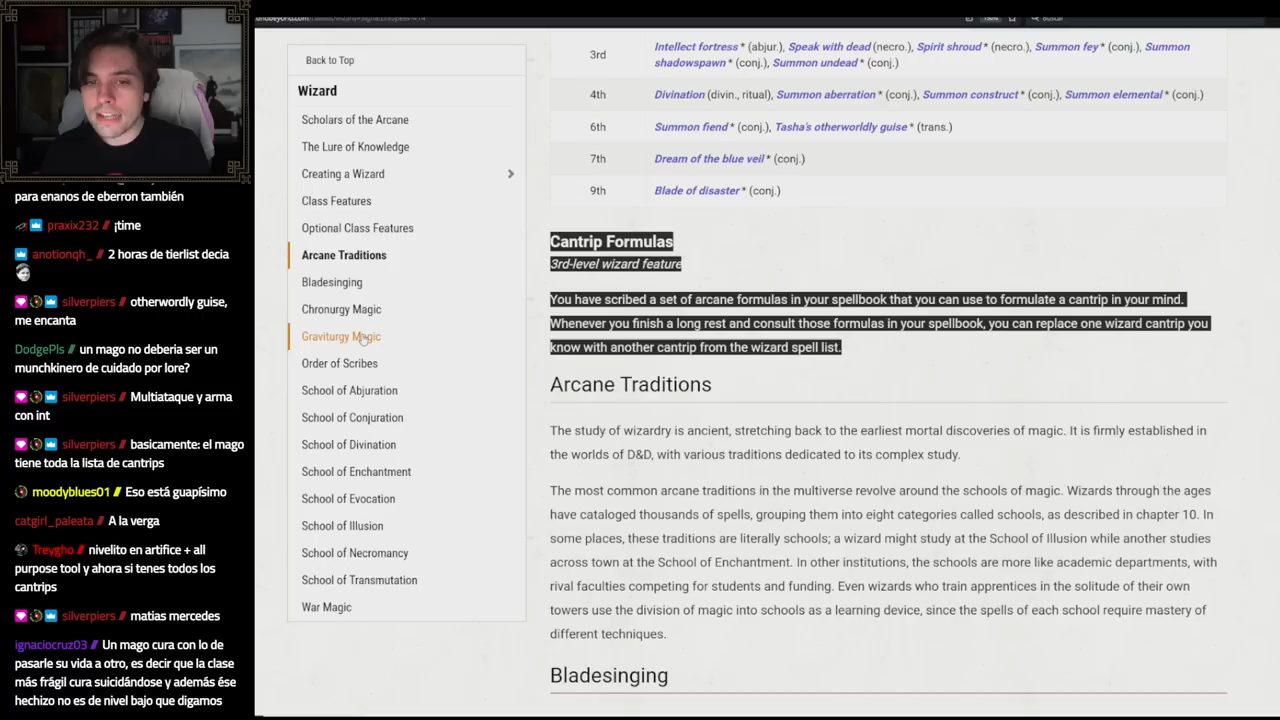 Buscar
Back to Top
Wizard
Scholars of the Arcane
The Lure of Knowledge
Creating a Wizard
Class Features
Optional Class Features
Arcane Traditions
Bladesinging
Chronurgy Magic
Graviturgy Magic
Order of Scribes
School of Abjuration
School of Conjuration
School of Divination
School of Enchantment
School of Evocation
School of Illusion
School of Necromancy
School of Transmutation
War Magic
3rd
Intellect fortress * (abjur.), Speak with dead (necro.), Spirit shroud * (necro.), Summon fey * (conj.), Summon
shadowspawn * (conj.), Summon undead * (conj.)
4th
Divination (divin., ritual), Summon aberration * (conj.), Summon construct * (conj.), Summon elemental * (conj.)
6th
Summon fiend * (conj.), Tasha's otherworldly guise * (trans.)
7th
Dream of the blue veil * (conj.)
9th
Blade of disaster * (conj.)
Cantrip Formulas
3rd-level wizard feature
You have scribed a set of arcane formulas in your spellbook that you can use to formulate a cantrip in your mind.
Whenever you finish a long rest and consult those formulas in your spellbook, you can replace one wizard cantrip you
know with another cantrip from the wizard spell list.
Arcane Traditions
The study of wizardry is ancient, stretching back to the earliest mortal discoveries of magic. It is firmly established in
the worlds of D&D, with various traditions dedicated to its complex study.
The most common arcane traditions in the multiverse revolve around the schools of magic. Wizards through the ages
have cataloged thousands of spells, grouping them into eight categories called schools, as described in chapter 10. In
some places, these traditions are literally schools; a wizard might study at the School of Illusion while another studies
across town at the School of Enchantment. In other institutions, the schools are more like academic departments, with
rival faculties competing for students and funding. Even wizards who train apprentices in the solitude of their own
towers use the division of magic into schools as a learning device, since the spells of each school require mastery of
different techniques.
Bladesinging
para enanos de eberron también
praxix232 // ¡time
anotionqh_ // 2 horas de tierlist decia
silverpiers // otherwordly guise,
me encanta
DodgePls // un mago no deberia ser un
munchkinero de cuidado por lore?
silverpiers // Multiataque y arma
con int
silverpiers // basicamente: el mago
tiene toda la lista de cantrips
moodyblues01 // Eso está guapísimo
catgirl_paleata // A la verga
Treygho // nivelito en artifice + all
purpose tool y ahora si tenes todos los
cantrips
silverpiers // matias mercedes
ignaciocruz03 // Un mago cura con lo de
pasarle su vida a otro, es decir que la clase
más frágil cura suicidándose y además ése
hechizo no es de nivel bajo que digamos